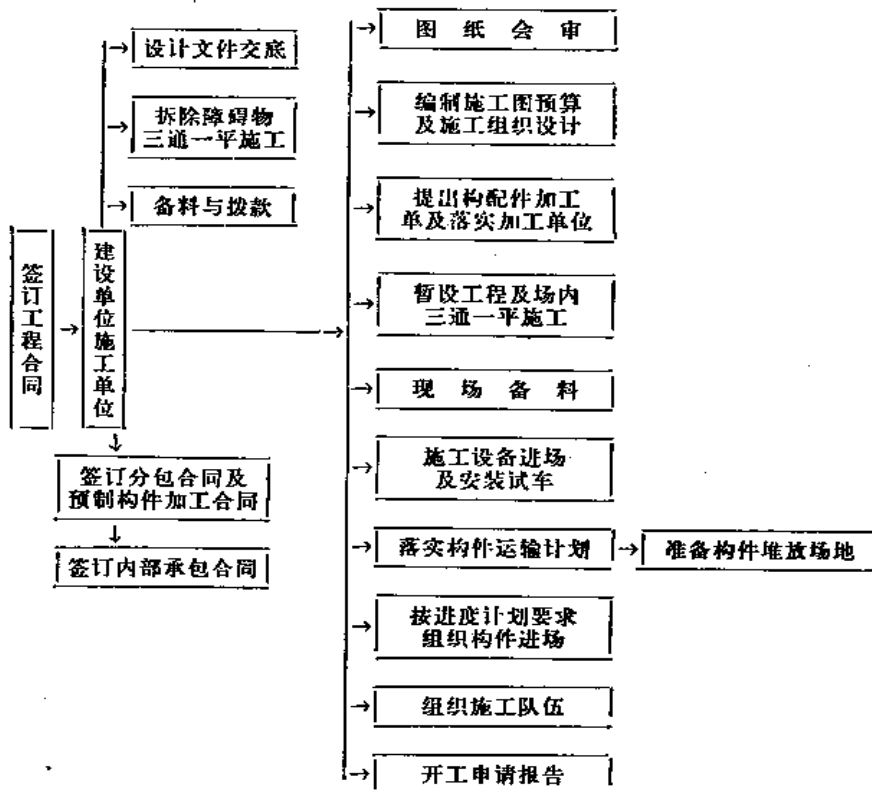 签订工程合同
建设单位施工单位
设计文件交底
拆除障碍物
三通一平施工
备料与拨款
签订分包合同及
预制构件加工合同
签订内部承包合同
图纸会审
编制施工图预算
及施工组织设计
提出构配件加工
单及落实加工单位
暂设工程及场内
三通一平施工
现场备料
施工设备进场
及安装试车
落实构件运输计划
准备构件堆放场地
按进度计划要求
组织构件进场
组织施工队伍
开工申请报告